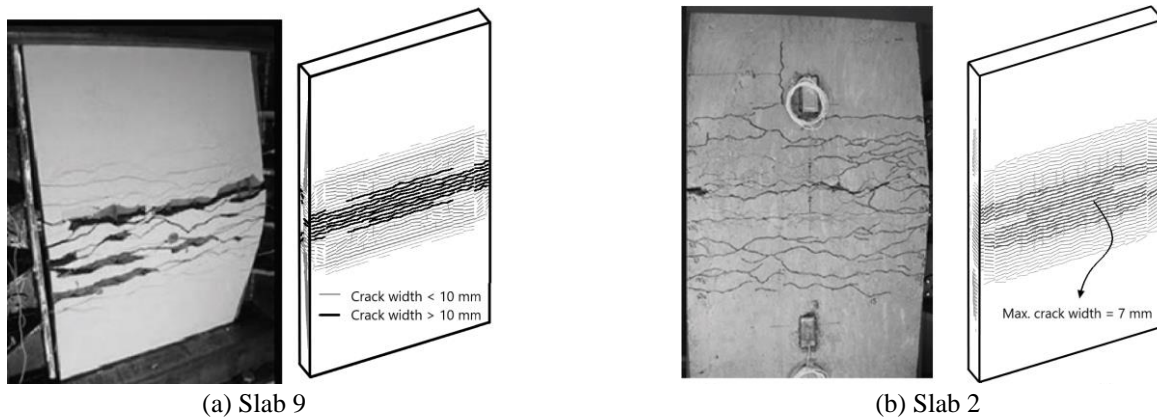 Crack width < 10 mm
Crack width > 10 mm
Max. crack width = 7 mm
(a) Slab 9
(b) Slab 2